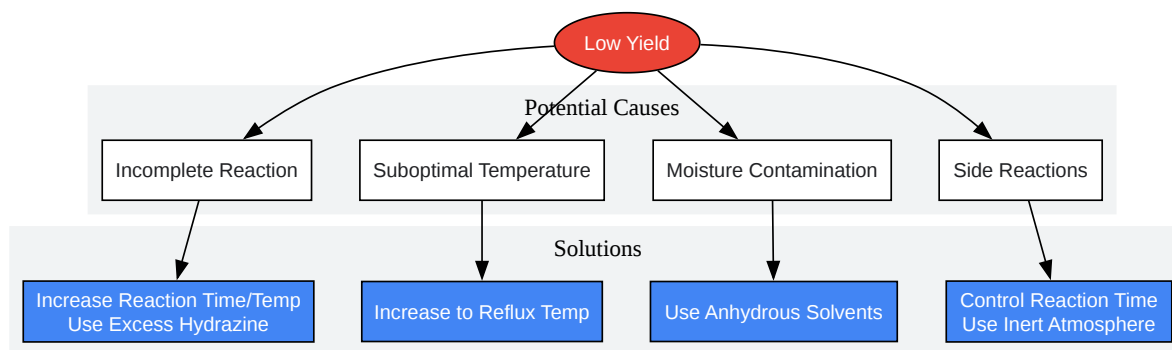 Low Yield
Potential Causes
Incomplete Reaction
Suboptimal Temperature
Moisture Contamination
Side Reactions
Solutions
Increase Reaction Time/Temp
Use Excess Hydrazine
Increase to Reflux Temp
Use Anhydrous Solvents
Control Reaction Time
Use Inert Atmosphere